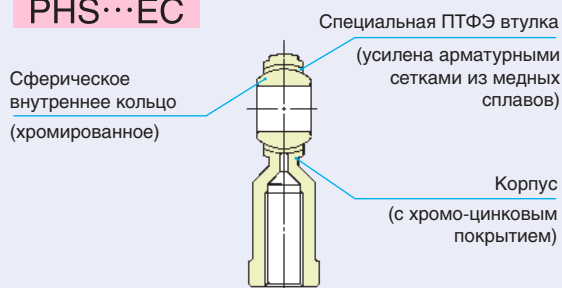 PHS···EC
Специальная ПТФЭ втулка
(усилена арматурными
сетками из медных
сплавов)
Сферическое
внутреннее кольцо
(хромированное)
Корпус
(с хромо-цинковым
покрытием)